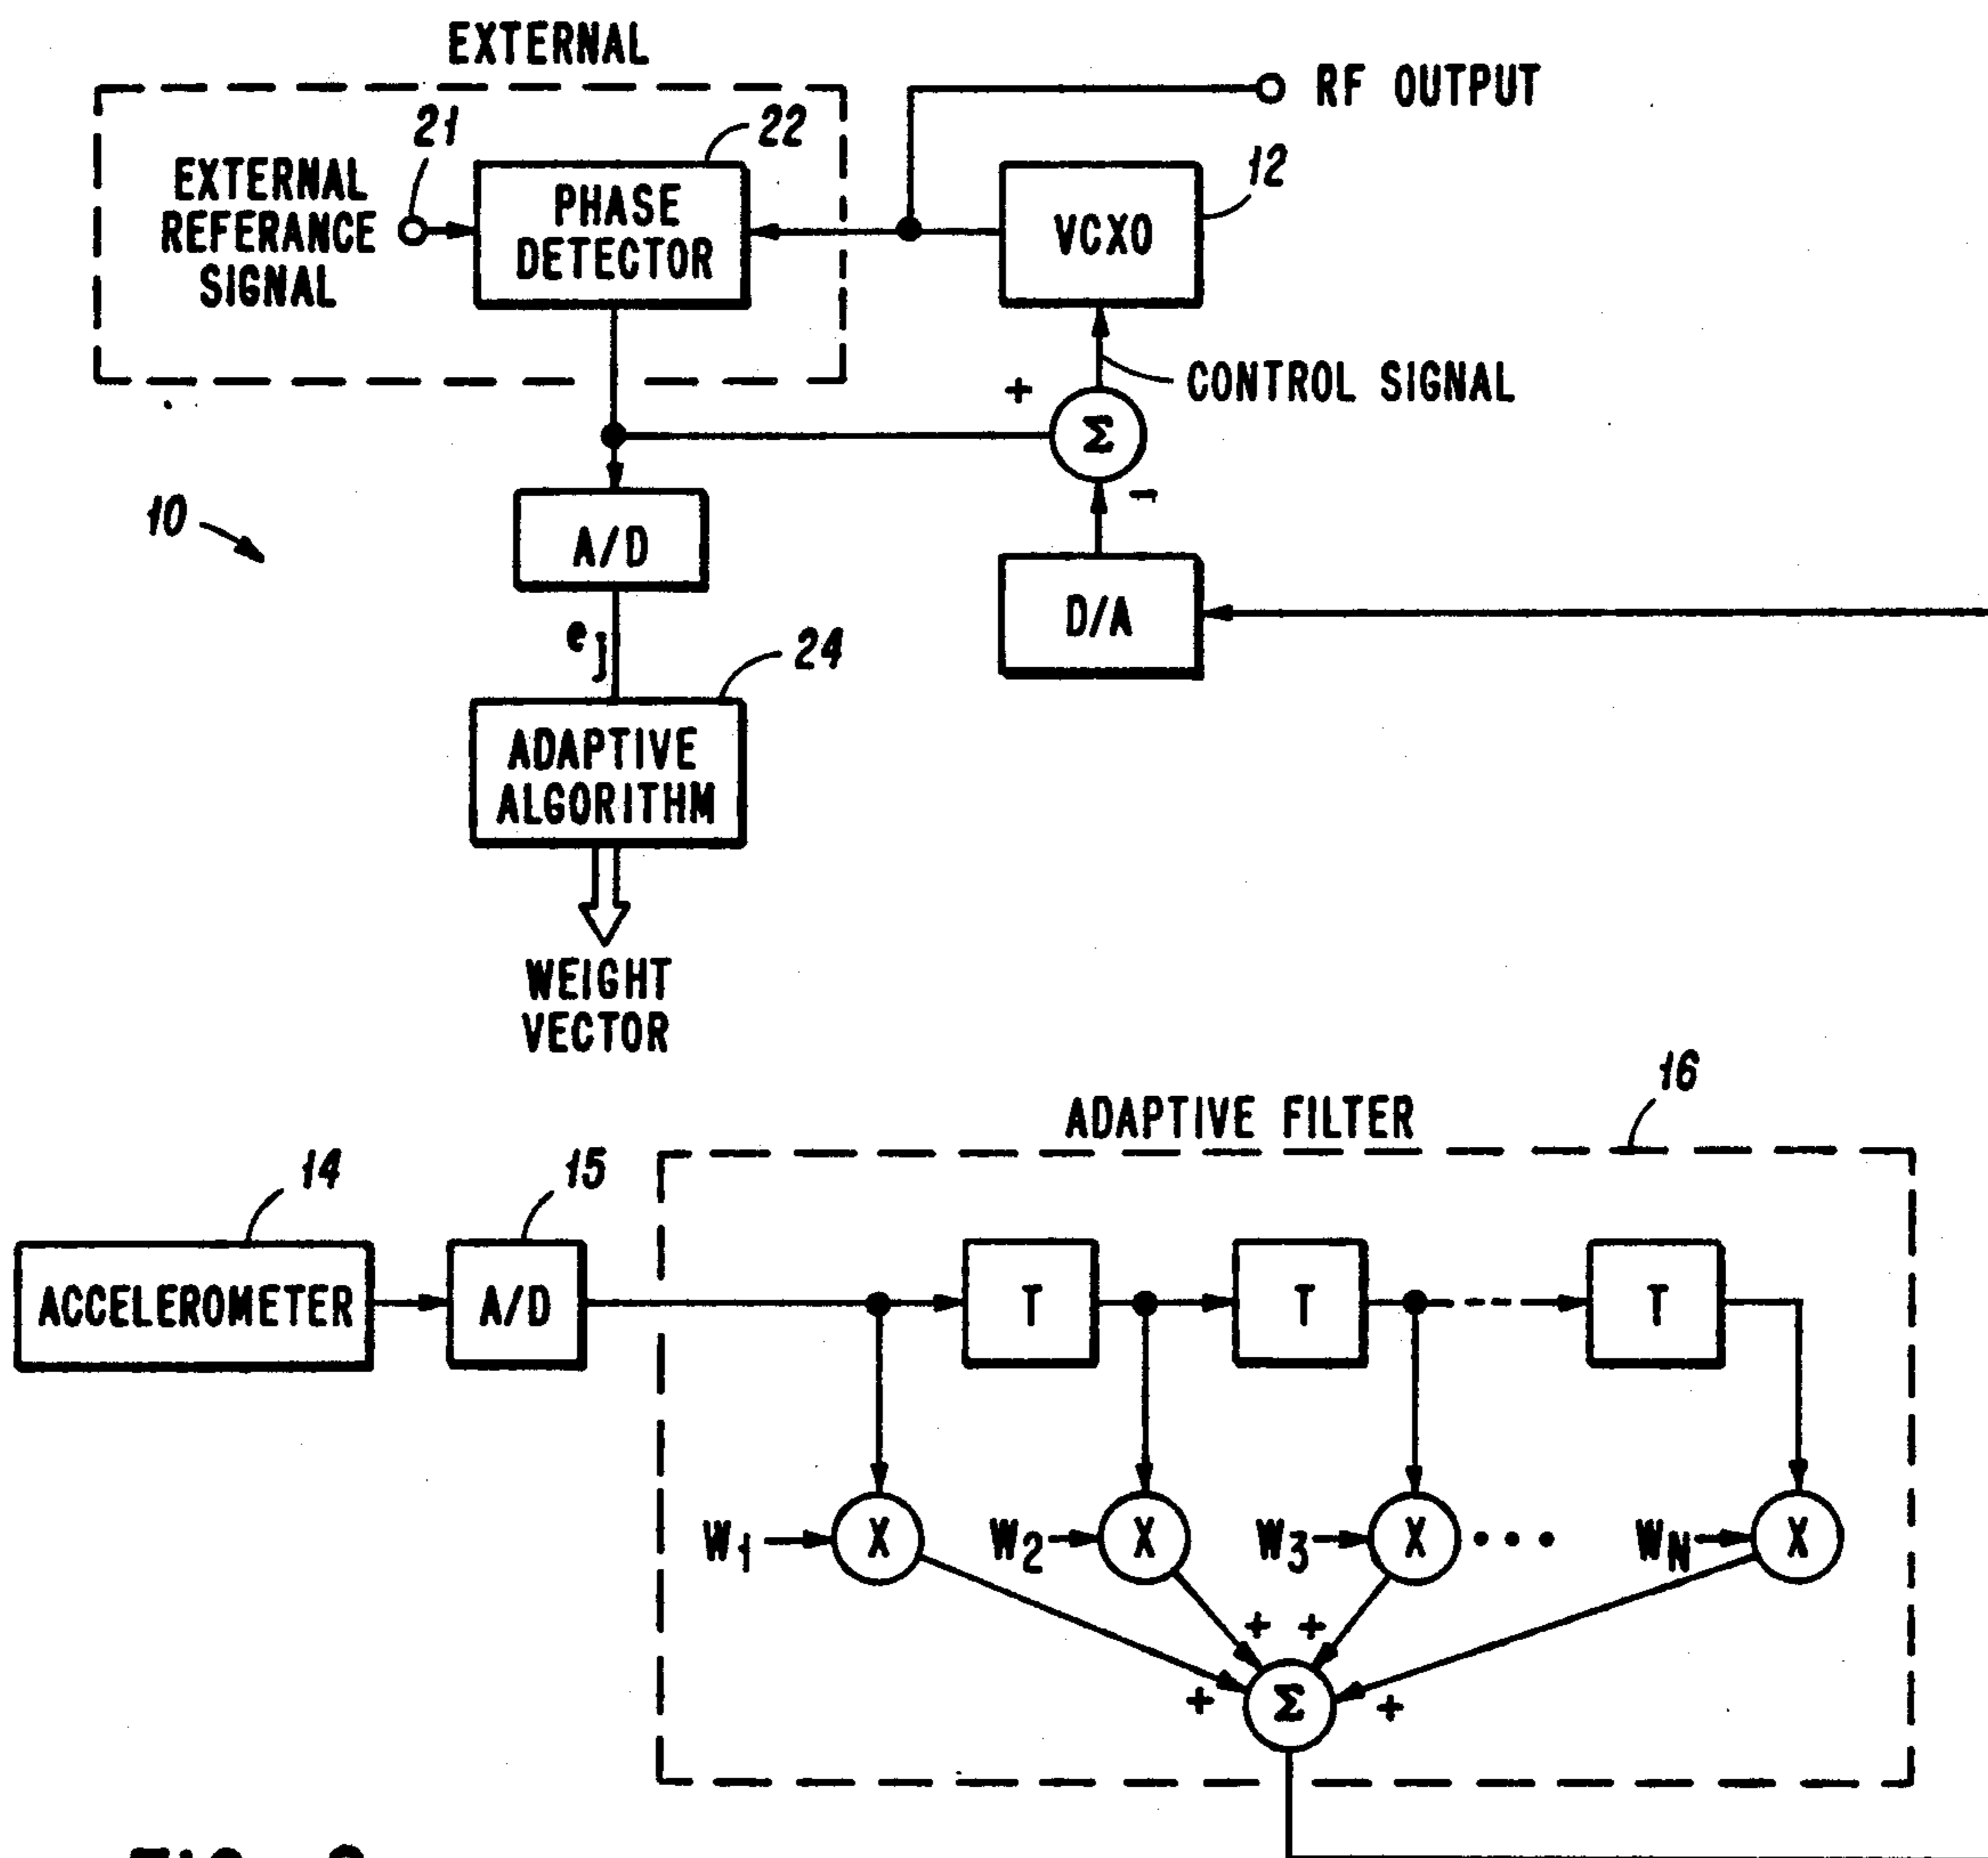 EXTERNAL
RF OUTPUT
21
22
12
EXTERNAL
REFERANCE
SIGNAL
PHASE
DETECTOR
VCXO
+
CONTROL SIGNAL
Σ
-
10
A/D
D/A
ej
24
ADAPTIVE
ALGORITHM
WEIGHT
VECTOR
16
ADAPTIVE FILTER
14
15
ACCELEROMETER
A/D
T
T
T
W1
X
W2
X
W3
X
•••
WN
X
+ +
+
Σ
+